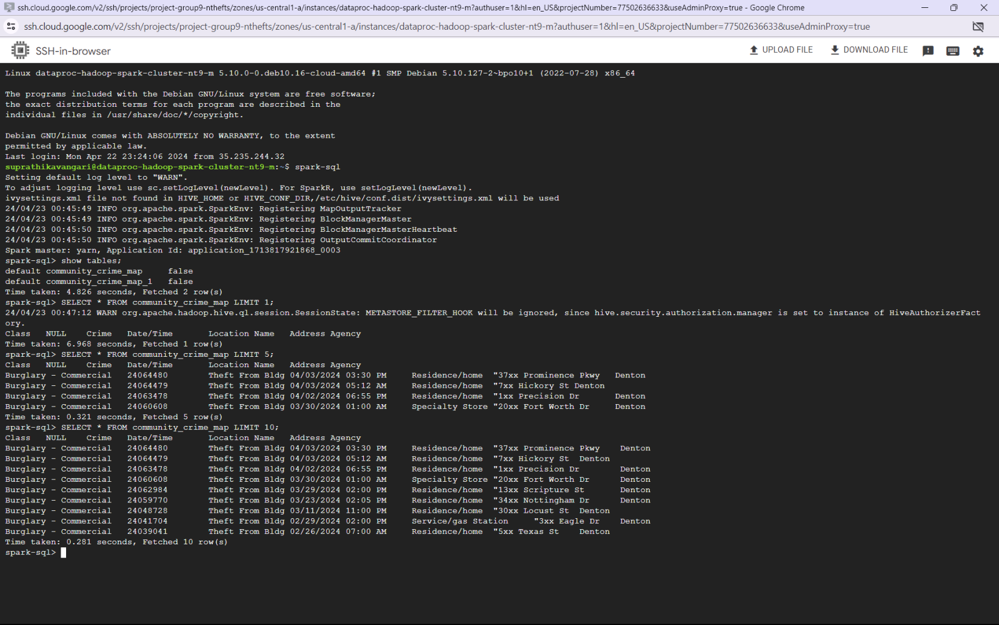 ssh.cloud.google.com/v2/ssh/projects/project-group9-nthefts/zones/us-central1-a/instances/dataproc-hadoop-spark-cluster-nt9-m?authuser=1&hl=en_US&projectNumber=77502636633&useAdminProxy=true - Google Chrome
ssh.cloud.google.com/v2/ssh/projects/project-group9-nthefts/zones/us-central1-a/instances/dataproc-hadoop-spark-cluster-nt9-m?authuser=1&hl=en_US&projectNumber=77502636633&useAdminProxy=true
SSH-in-browser UPLOAD FILE DOWNLOAD FILE
Linux dataproc-hadoop-spark-cluster-nt9-m 5.10.0-0.deb10.16-cloud-amd64 #1 SMP Debian 5.10.127-2~bpo10+1 (2022-07-28) x86_64
The programs included with the Debian GNU/Linux system are free software;
the exact distribution terms for each program are described in the
individual files in /usr/share/doc/*/copyright.
Debian GNU/Linux comes with ABSOLUTELY NO WARRANTY, to the extent
permitted by applicable law.
Last login: Mon Apr 22 23:24:06 2024 from 35.235.244.32
suprathikavangari@dataproc-hadoop-spark-cluster-nt9-m:~$ spark-sql
Setting default log level to "WARN".
To adjust logging level use sc.setLogLevel(newLevel). For SparkR, use setLogLevel(newLevel).
ivysettings.xml file not found in HIVE_HOME or HIVE_CONF_DIR,/etc/hive/conf.dist/ivysettings.xml will be used
24/04/23 00:45:49 INFO org.apache.spark.SparkEnv: Registering MapOutputTracker
24/04/23 00:45:49 INFO org.apache.spark.SparkEnv: Registering BlockManagerMaster
24/04/23 00:45:50 INFO org.apache.spark.SparkEnv: Registering BlockManagerMasterHeartbeat
24/04/23 00:45:50 INFO org.apache.spark.SparkEnv: Registering OutputCommitCoordinator
Spark master: yarn, Application Id: application_1713817921868_0003
spark-sql> show tables;
default community_crime_map false
default community_crime_map_1 false
Time taken: 4.826 seconds, Fetched 2 row(s)
spark-sql> SELECT * FROM community_crime_map LIMIT 1;
24/04/23 00:47:12 WARN org.apache.hadoop.hive.ql.session.SessionState: METASTORE_FILTER_HOOK will be ignored, since hive.security.authorization.manager is set to instance of HiveAuthorizerFact
ory.
Class NULL Crime Date/Time Location Name Address Agency
Time taken: 6.968 seconds, Fetched 1 row(s)
spark-sql> SELECT * FROM community_crime_map LIMIT 5;
Class NULL Crime Date/Time Location Name Address Agency
Burglary - Commercial 24064480 Theft From Bldg 04/03/2024 03:30 PM Residence/home "37xx Prominence Pkwy Denton
Burglary - Commercial 24064479 Theft From Bldg 04/03/2024 05:12 AM Residence/home "7xx Hickory St Denton
Burglary - Commercial 24063478 Theft From Bldg 04/02/2024 06:55 PM Residence/home "1xx Precision Dr Denton
Burglary - Commercial 24060608 Theft From Bldg 03/30/2024 01:00 AM Specialty Store "20xx Fort Worth Dr Denton
Time taken: 0.321 seconds, Fetched 5 row(s)
spark-sql> SELECT * FROM community_crime_map LIMIT 10;
Class NULL Crime Date/Time Location Name Address Agency
Burglary - Commercial 24064480 Theft From Bldg 04/03/2024 03:30 PM Residence/home "37xx Prominence Pkwy Denton
Burglary - Commercial 24064479 Theft From Bldg 04/03/2024 05:12 AM Residence/home "7xx Hickory St Denton
Burglary - Commercial 24063478 Theft From Bldg 04/02/2024 06:55 PM Residence/home "1xx Precision Dr Denton
Burglary - Commercial 24060608 Theft From Bldg 03/30/2024 01:00 AM Specialty Store "20xx Fort Worth Dr Denton
Burglary - Commercial 24062984 Theft From Bldg 03/29/2024 02:00 PM Residence/home "13xx Scripture St Denton
Burglary - Commercial 24059770 Theft From Bldg 03/23/2024 02:05 PM Residence/home "34xx Nottingham Dr Denton
Burglary - Commercial 24048728 Theft From Bldg 03/11/2024 11:00 PM Residence/home "30xx Locust St Denton
Burglary - Commercial 24041704 Theft From Bldg 02/29/2024 02:00 PM Service/gas Station "3xx Eagle Dr Denton
Burglary - Commercial 24039041 Theft From Bldg 02/26/2024 07:00 AM Residence/home "5xx Texas St Denton
Time taken: 0.281 seconds, Fetched 10 row(s)
spark-sql>